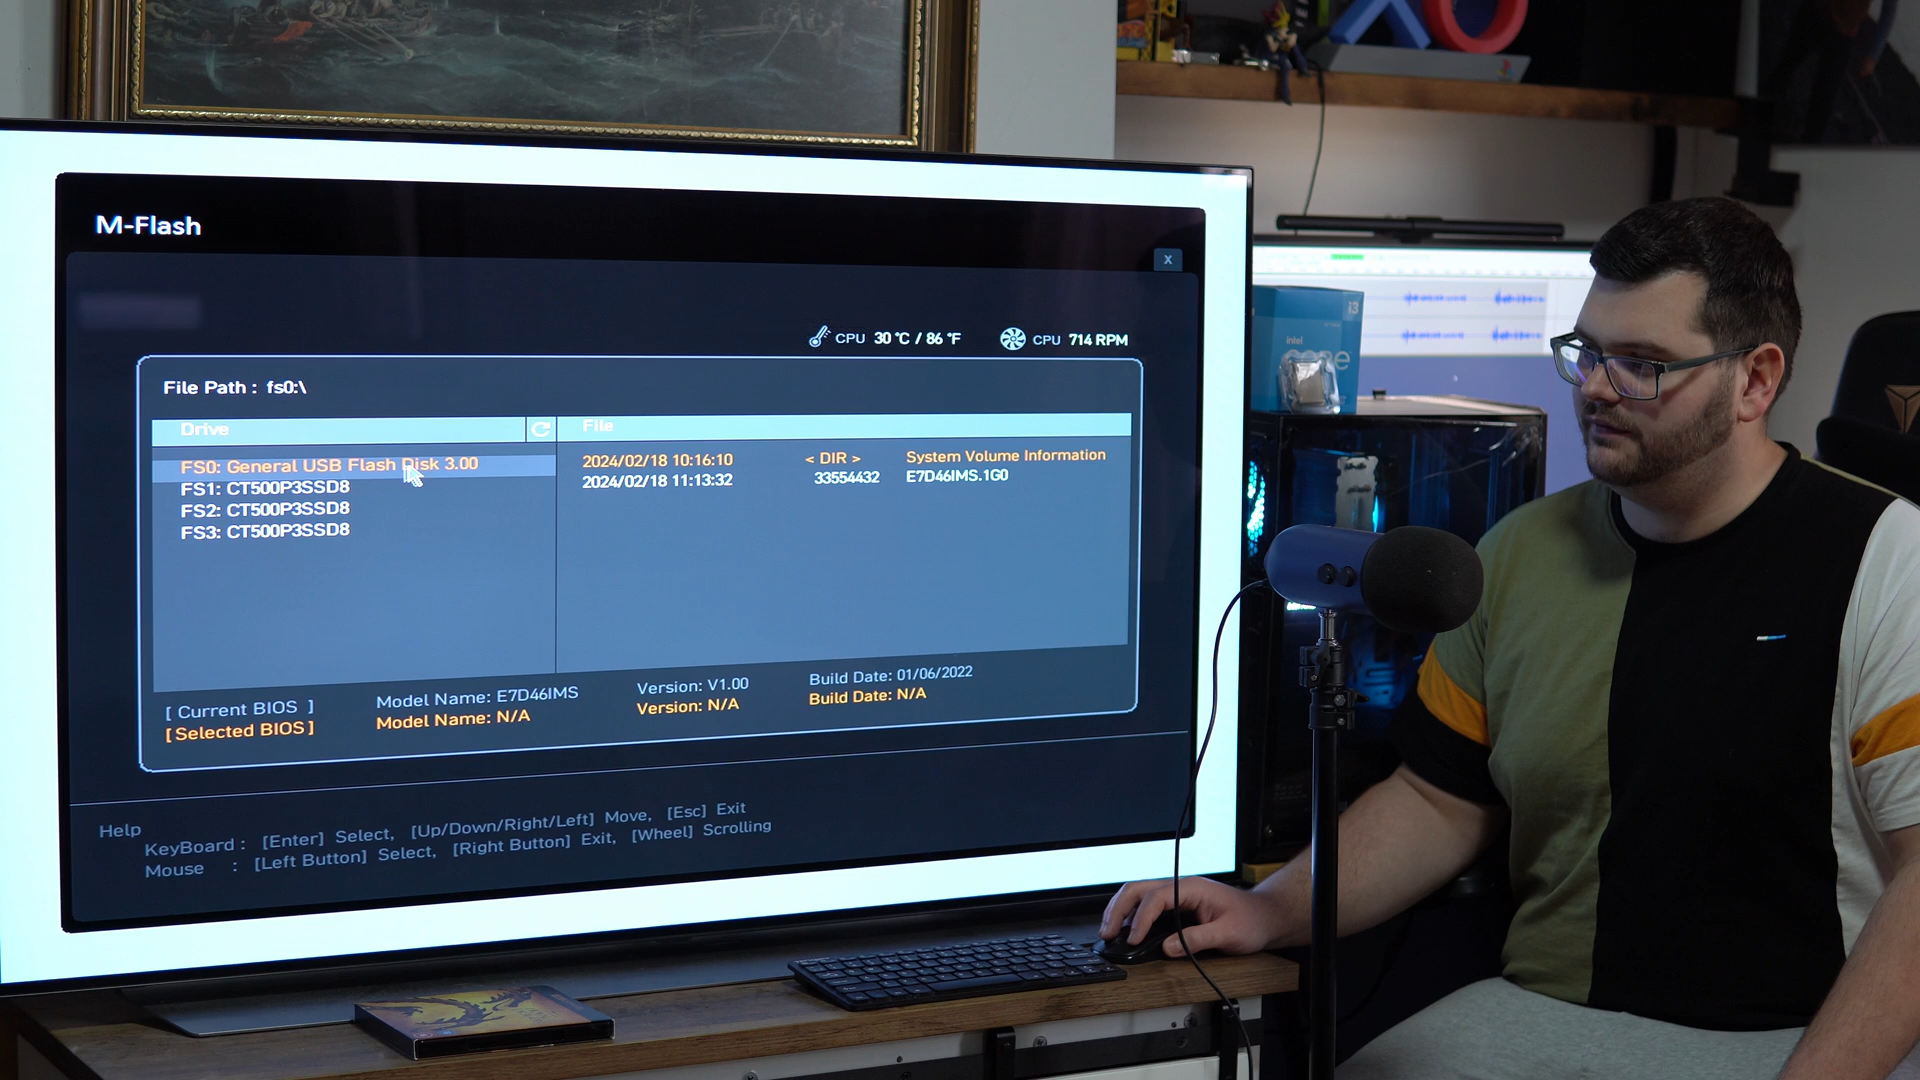 M-Flash
X
CPU 30 °C / 86 °F CPU 714 RPM
File Path : fs0:\
Drive File
FS0: General USB Flash Disk 3.00
FS1: CT500P3SSD8
FS2: CT500P3SSD8
FS3: CT500P3SSD8
2024/02/18 10:16:10 < DIR > System Volume Information
2024/02/18 11:13:32 33554432 E7D46IMS.1G0
[ Current BIOS ] Model Name: E7D46IMS Version: V1.00 Build Date: 01/06/2022
[ Selected BIOS ] Model Name: N/A Version: N/A Build Date: N/A
Help
KeyBoard : [Enter] Select, [Up/Down/Right/Left] Move, [Esc] Exit
Mouse : [Left Button] Select, [Right Button] Exit, [Wheel] Scrolling
i3
intel